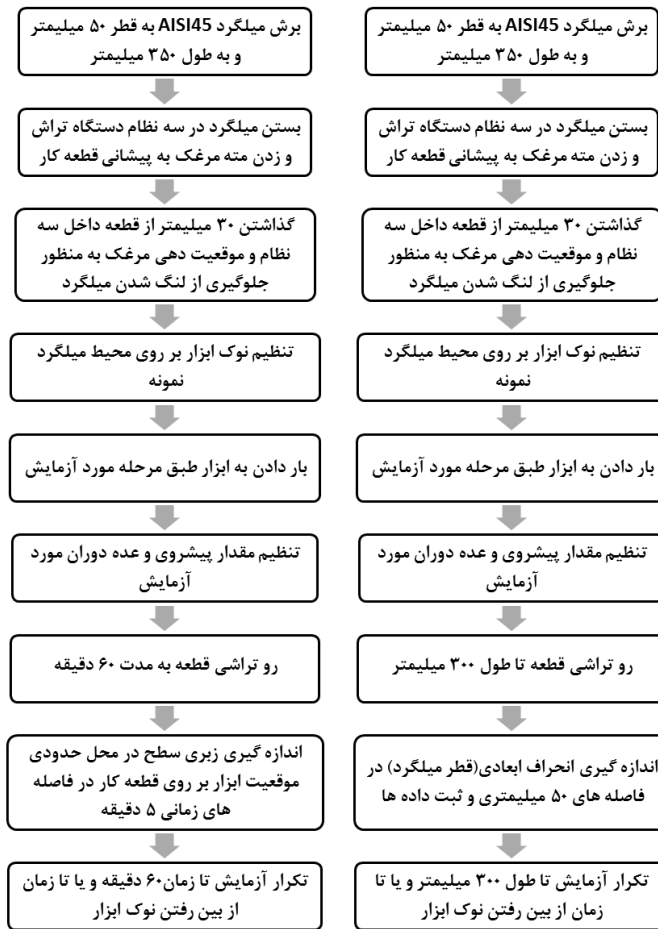 برش میلگرد AISI45 به قطر ۵۰ میلیمتر
و به طول ۳۵۰ میلیمتر
بستن میلگرد در سه نظام دستگاه تراش
و زدن مته مرغک به پیشانی قطعه کار
گذاشتن ۳۰ میلیمتر از قطعه داخل سه
نظام و موقعیت دهی مرغک به منظور
جلوگیری از لنگ شدن میلگرد
تنظیم نوک ابزار بر روی محیط میلگرد
نمونه
بار دادن به ابزار طبق مرحله مورد آزمایش
تنظیم مقدار پیشروی و عده دوران مورد
آزمایش
رو تراشی قطعه تا طول ۳۰۰ میلیمتر
اندازه گیری انحراف ابعادی(قطر میلگرد) در
فاصله های ۵۰ میلیمتری و ثبت داده ها
تکرار آزمایش تا طول ۳۰۰ میلیمتر و یا تا
زمان از بین رفتن نوک ابزار
برش میلگرد AISI45 به قطر ۵۰ میلیمتر
و به طول ۳۵۰ میلیمتر
بستن میلگرد در سه نظام دستگاه تراش
و زدن مته مرغک به پیشانی قطعه کار
گذاشتن ۳۰ میلیمتر از قطعه داخل سه
نظام و موقعیت دهی مرغک به منظور
جلوگیری از لنگ شدن میلگرد
تنظیم نوک ابزار بر روی محیط میلگرد
نمونه
بار دادن به ابزار طبق مرحله مورد آزمایش
تنظیم مقدار پیشروی و عده دوران مورد
آزمایش
رو تراشی قطعه به مدت ۶۰ دقیقه
اندازه گیری زبری سطح در محل حدودی
موقعیت ابزار بر روی قطعه کار در فاصله
های زمانی ۵ دقیقه
تکرار آزمایش تا زمان۶۰ دقیقه و یا تا زمان
از بین رفتن نوک ابزار